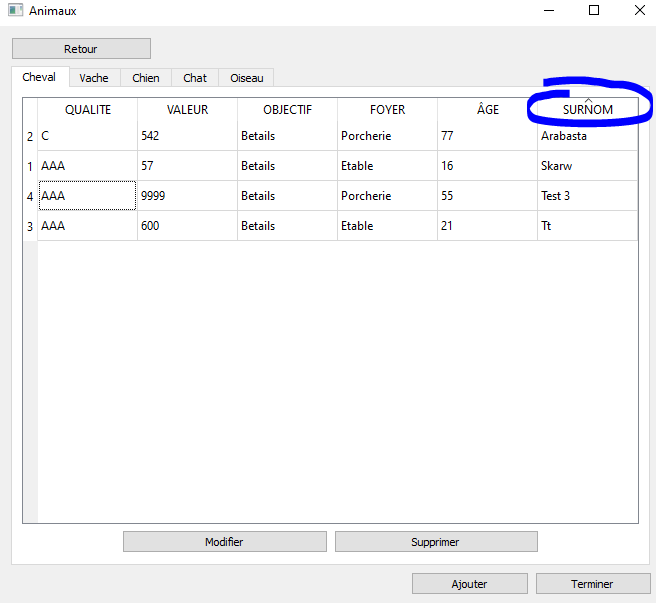 Animaux
Retour
Cheval Vache Chien Chat Oiseau
QUALITE VALEUR OBJECTIF FOYER ÂGE SURNOM
2 C 542 Betails Porcherie 77 Arabasta
1 AAA 57 Betails Etable 16 Skarw
4 AAA 9999 Betails Porcherie 55 Test 3
3 AAA 600 Betails Etable 21 Tt
Modifier Supprimer
Ajouter Terminer